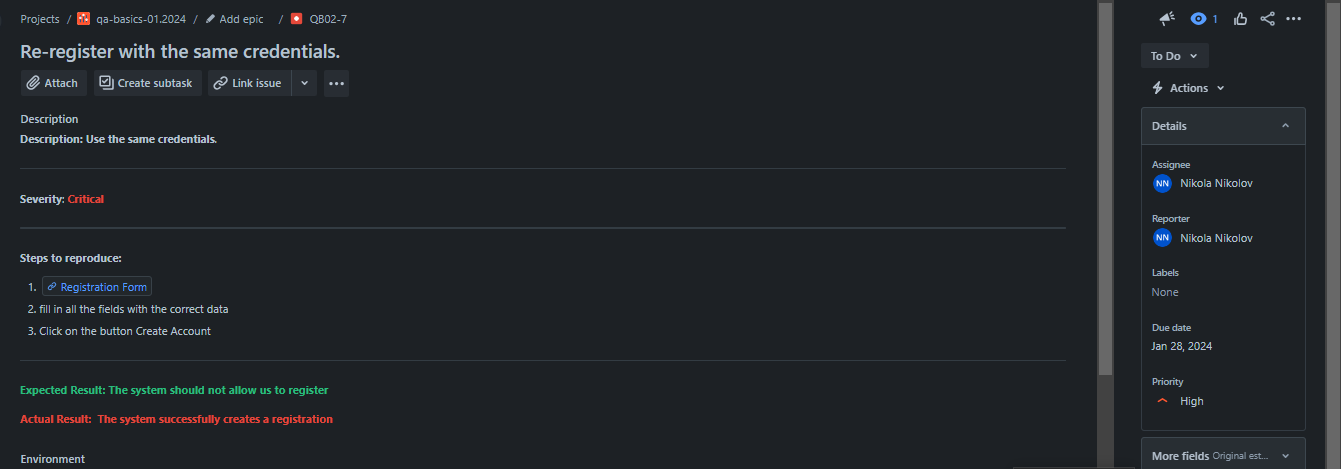 Projects / qa-basics-01.2024 / Add epic / QB02-7
1
Re-register with the same credentials.
Attach Create subtask Link issue
To Do
Actions
Description
Description: Use the same credentials.
Severity: Critical
Steps to reproduce:
1. Registration Form
2. fill in all the fields with the correct data
3. Click on the button Create Account
Expected Result: The system should not allow us to register
Actual Result: The system successfully creates a registration
Environment
Details
Assignee
NN Nikola Nikolov
Reporter
NN Nikola Nikolov
Labels
None
Due date
Jan 28, 2024
Priority
High
More fields Original est...